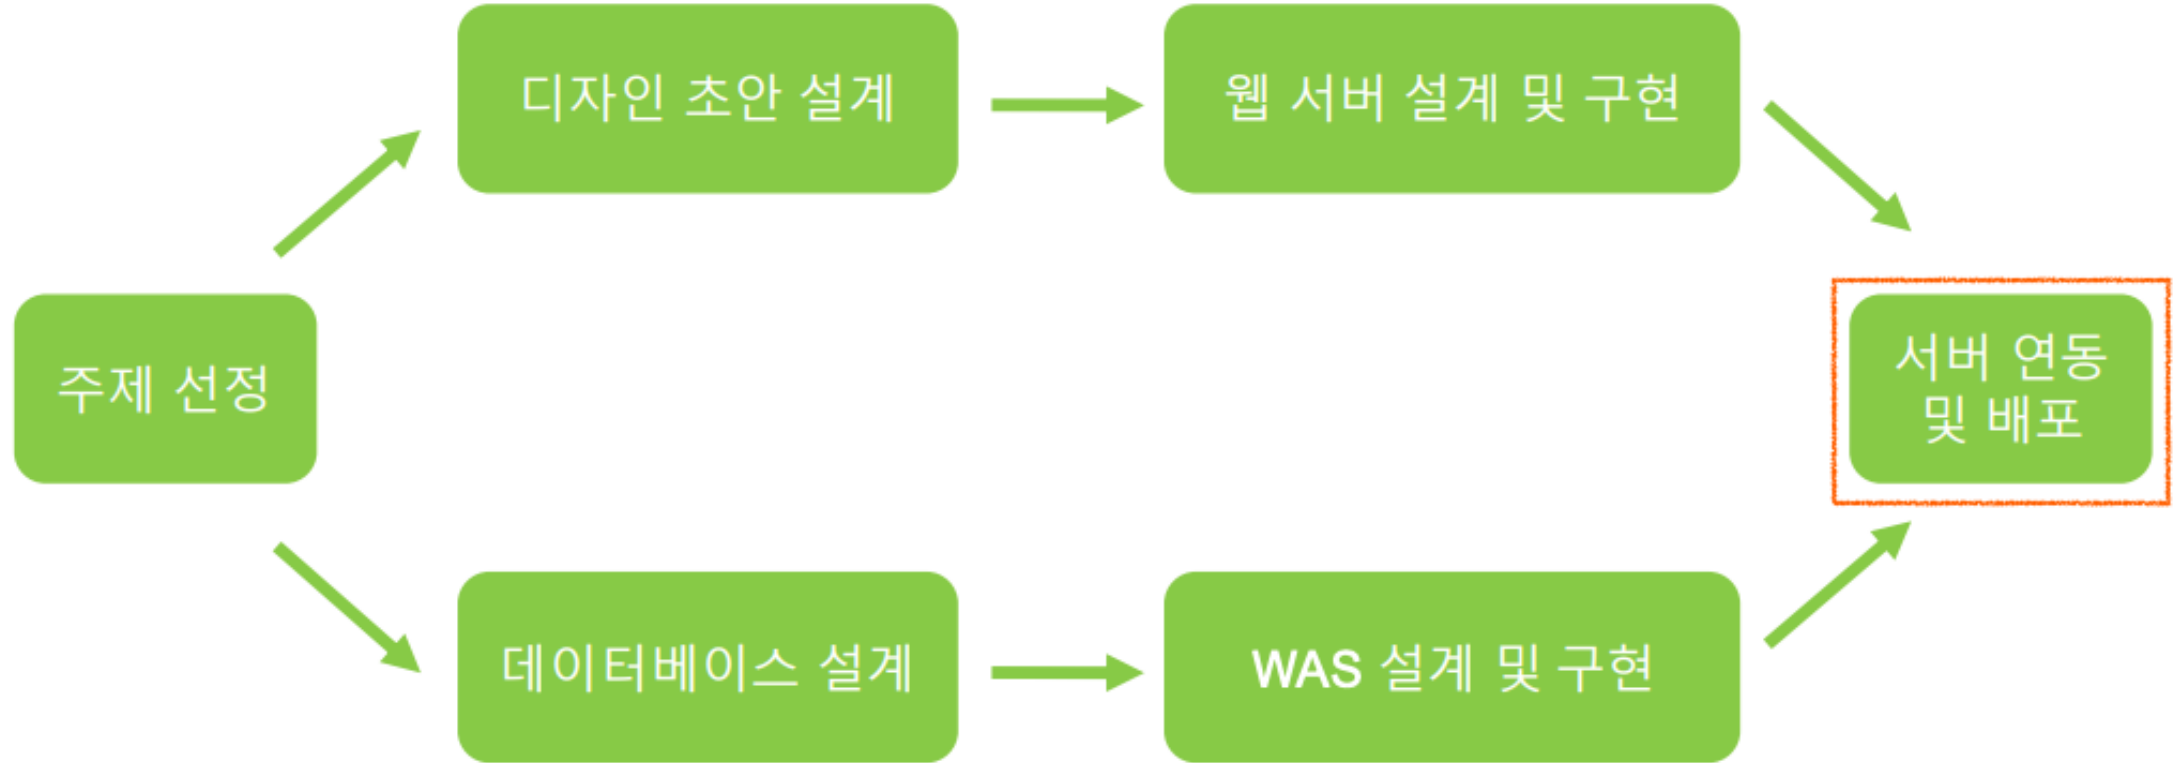 디자인 초안 설계
웹 서버 설계 및 구현
주제 선정
서버 연동
및 배포
데이터베이스 설계
WAS 설계 및 구현